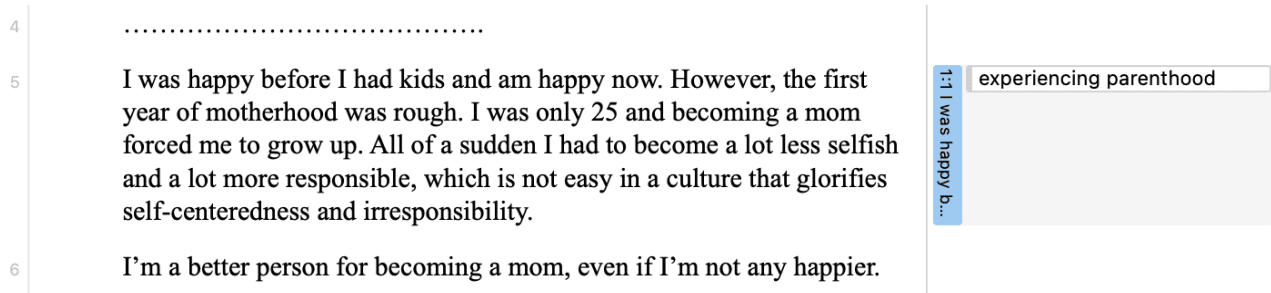 4
……………………………………
5
I was happy before I had kids and am happy now. However, the first
year of motherhood was rough. I was only 25 and becoming a mom
forced me to grow up. All of a sudden I had to become a lot less selfish
and a lot more responsible, which is not easy in a culture that glorifies
self-centeredness and irresponsibility.
6
I’m a better person for becoming a mom, even if I’m not any happier.
1:1 I was happy b...
experiencing parenthood